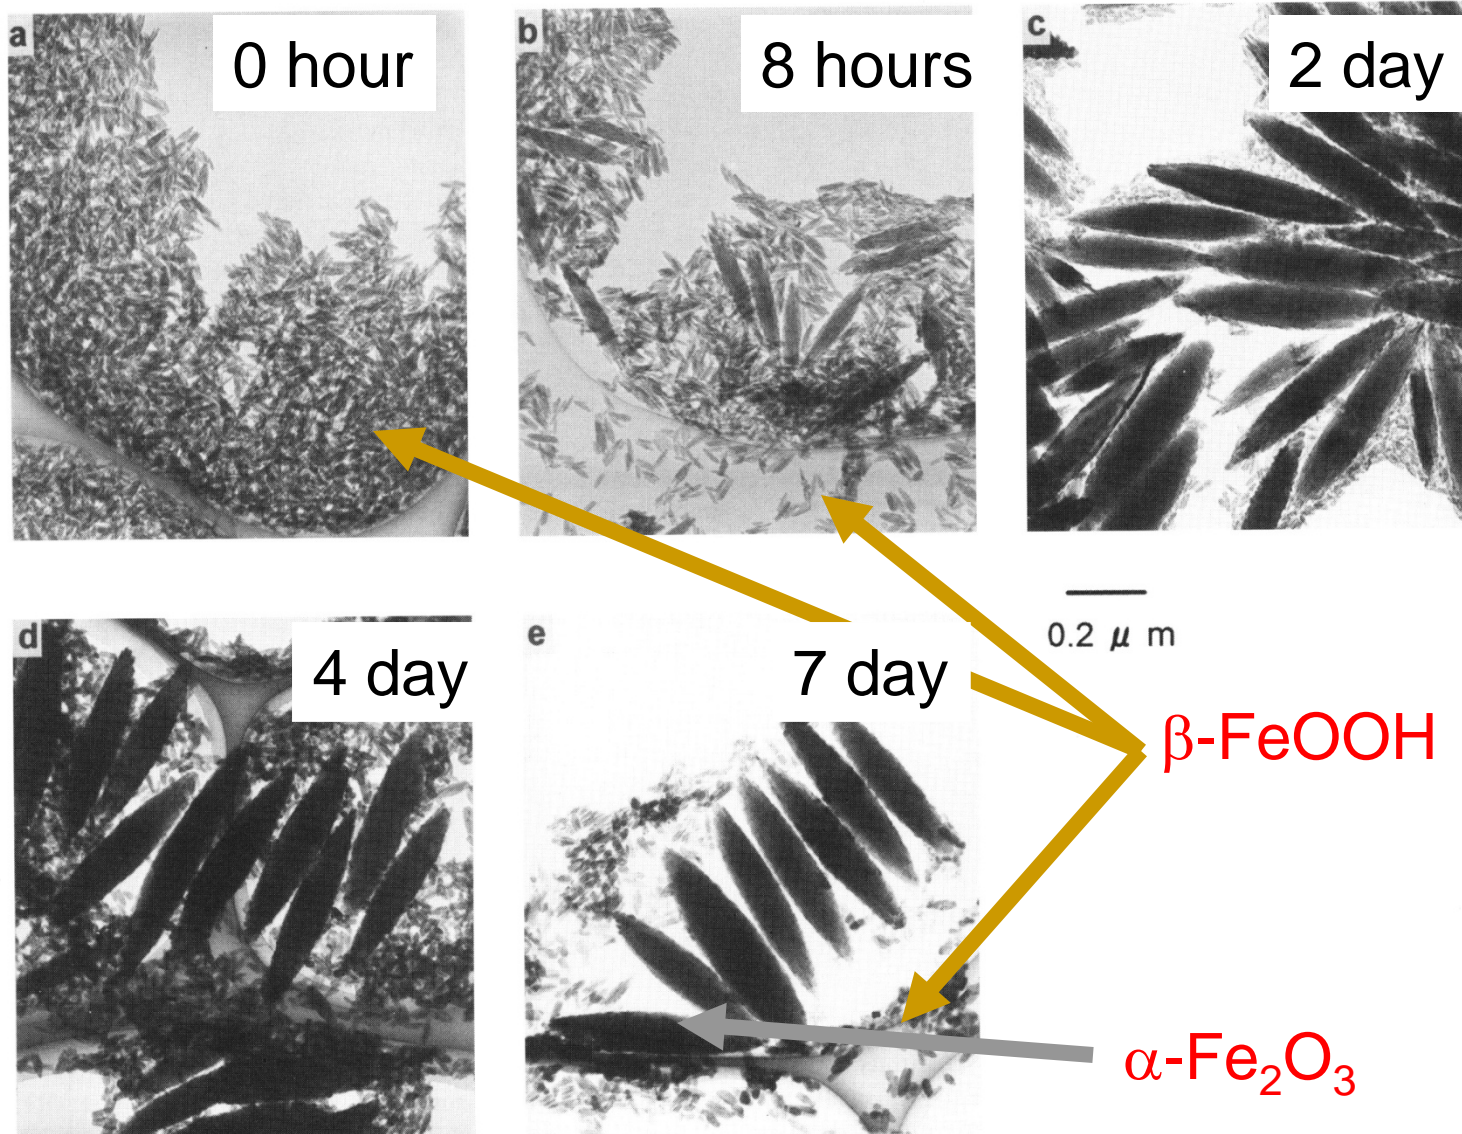 a
0 hour
b
8 hours
c
2 day
0.2 μ m
d
4 day
e
7 day
β-FeOOH
α-Fe₂O₃